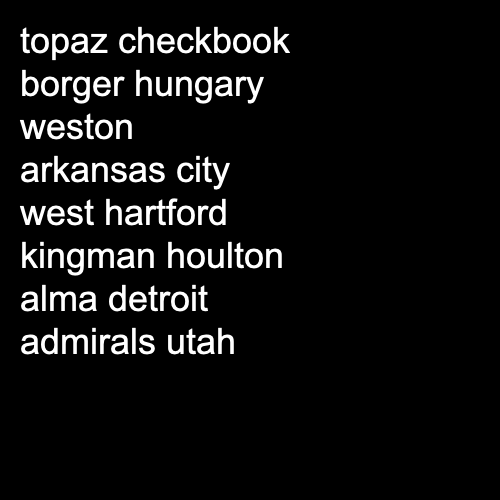 topaz checkbook
borger hungary
weston
arkansas city
west hartford
kingman houlton
alma detroit
admirals utah